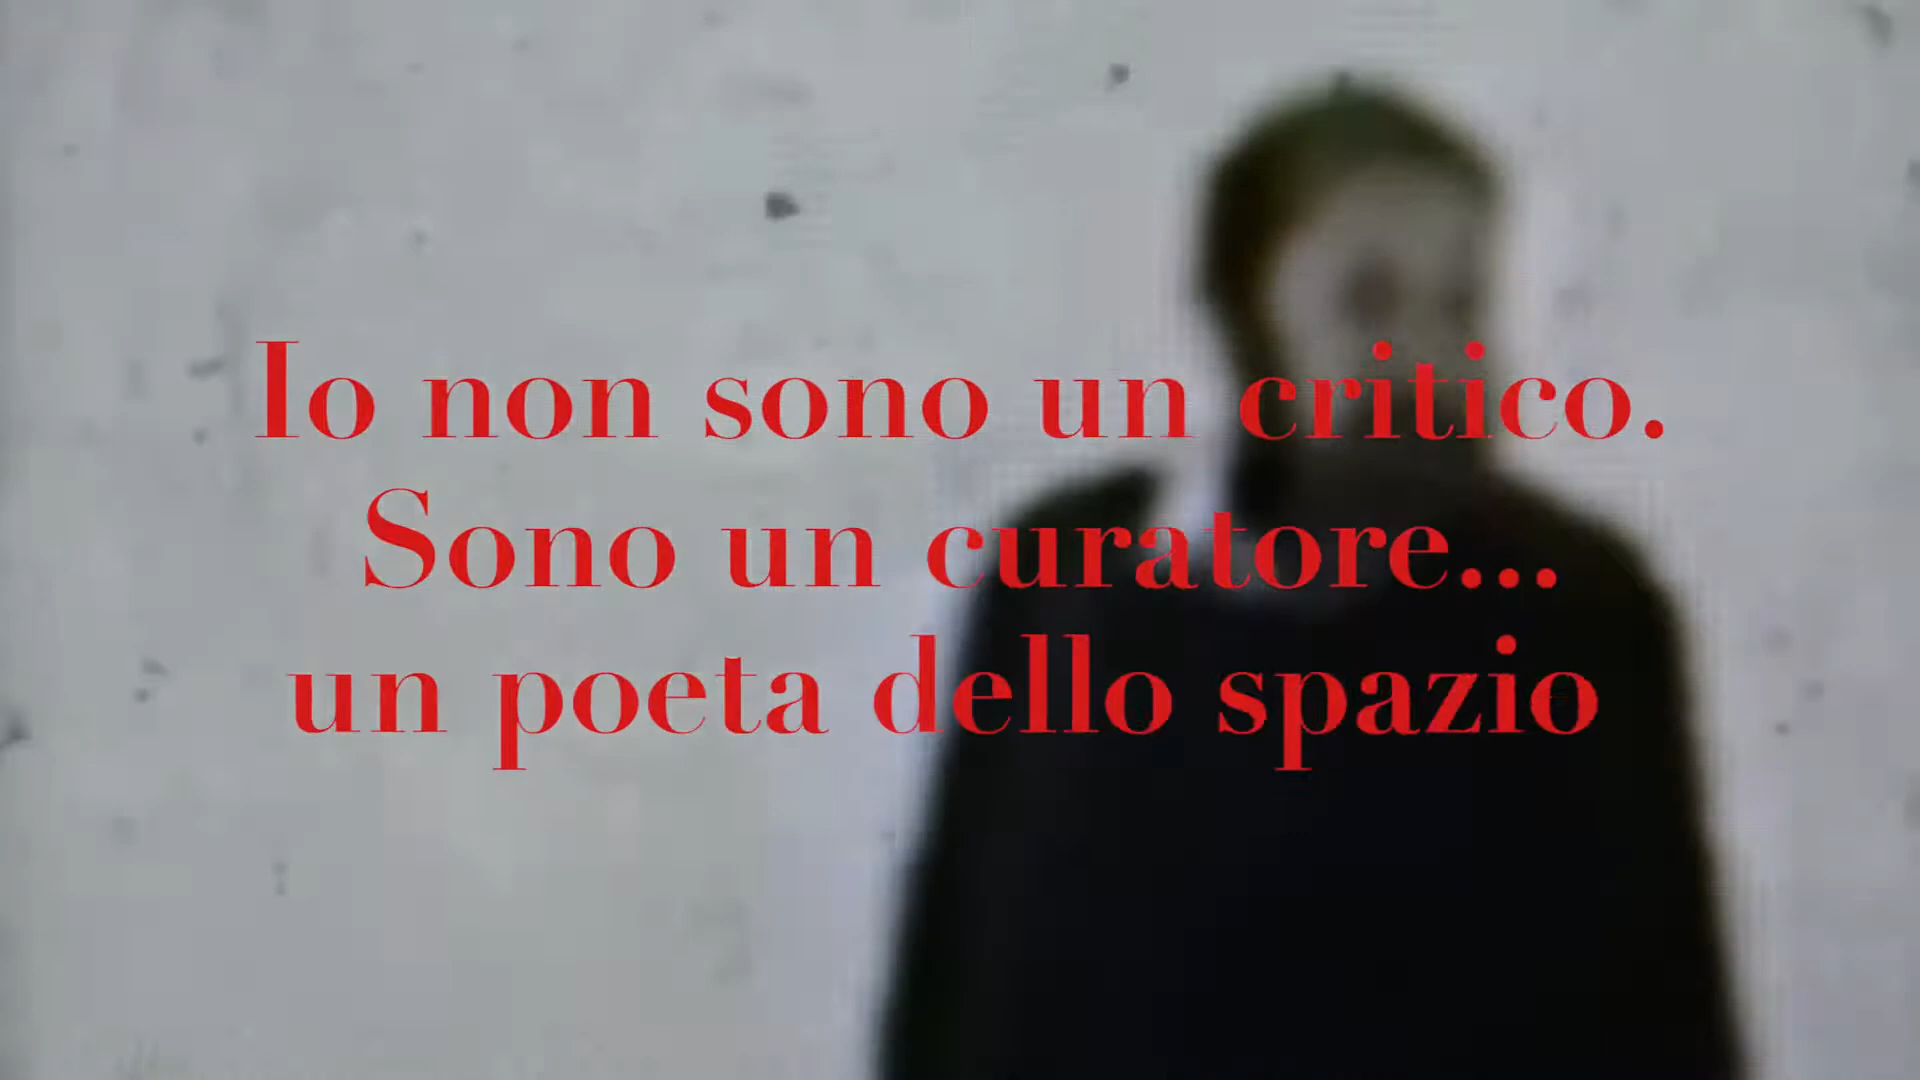 Io non sono un critico.
Sono un curatore...
un poeta dello spazio